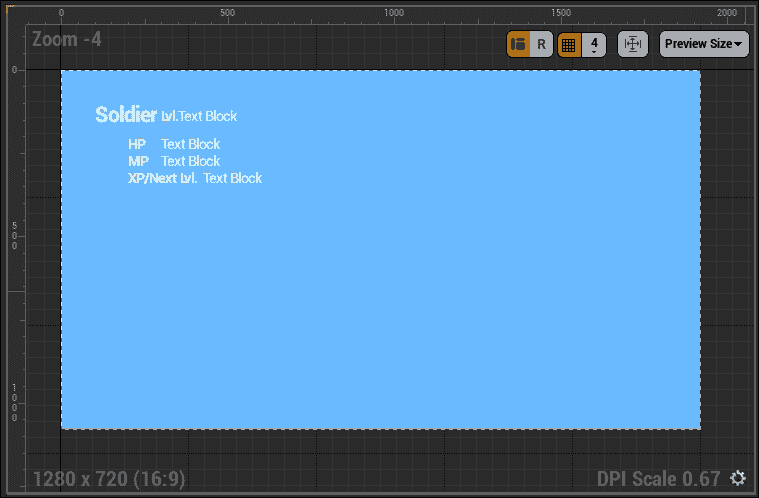 0 500 1000 1500 2000
Zoom -4
R 4 Preview Size
0
Soldier Lvl.Text Block
HP Text Block
MP Text Block
XP/Next Lvl. Text Block
500
1000
1280 x 720 (16:9) DPI Scale 0.67